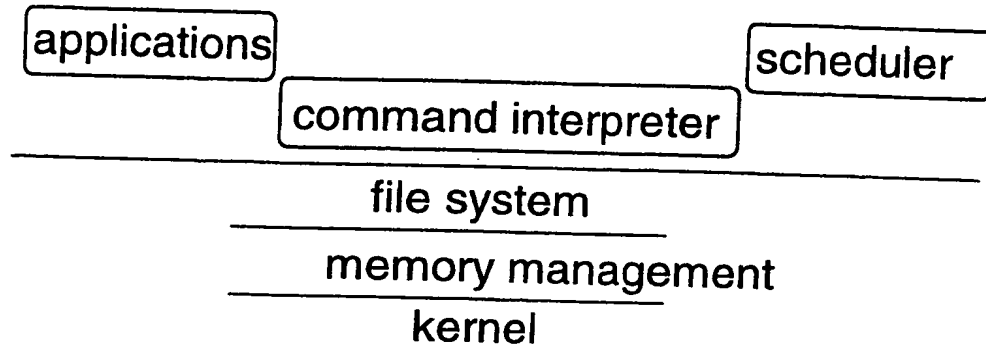 applications
scheduler
command interpreter
file system
memory management
kernel